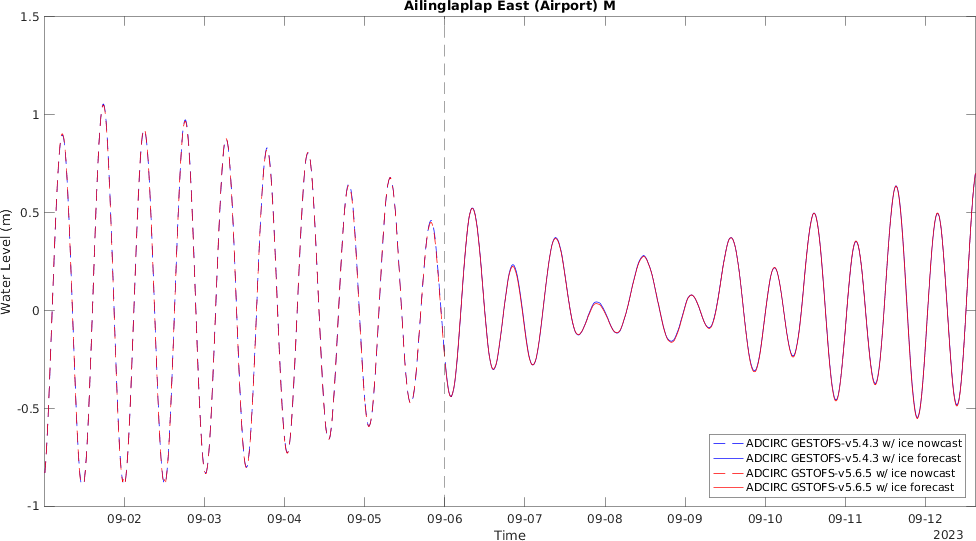 Ailinglaplap East (Airport) M
1.5
1
0.5
0
-0.5
-1
Water Level (m)
09-02 09-03 09-04 09-05 09-06 09-07 09-08 09-09 09-10 09-11 09-12
Time
2023
ADCIRC GESTOFS-v5.4.3 w/ ice nowcast
ADCIRC GESTOFS-v5.4.3 w/ ice forecast
ADCIRC GSTOFS-v5.6.5 w/ ice nowcast
ADCIRC GSTOFS-v5.6.5 w/ ice forecast